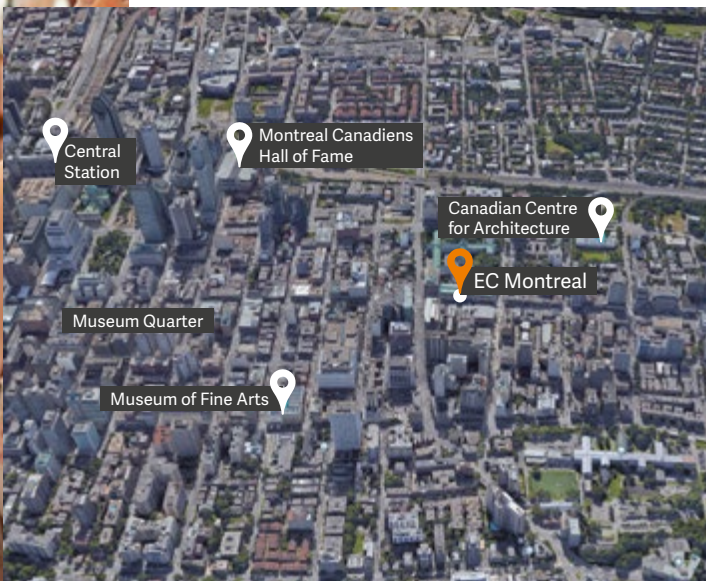 Central
Station
Montreal Canadiens
Hall of Fame
Canadian Centre
for Architecture
EC Montreal
Museum Quarter
Museum of Fine Arts